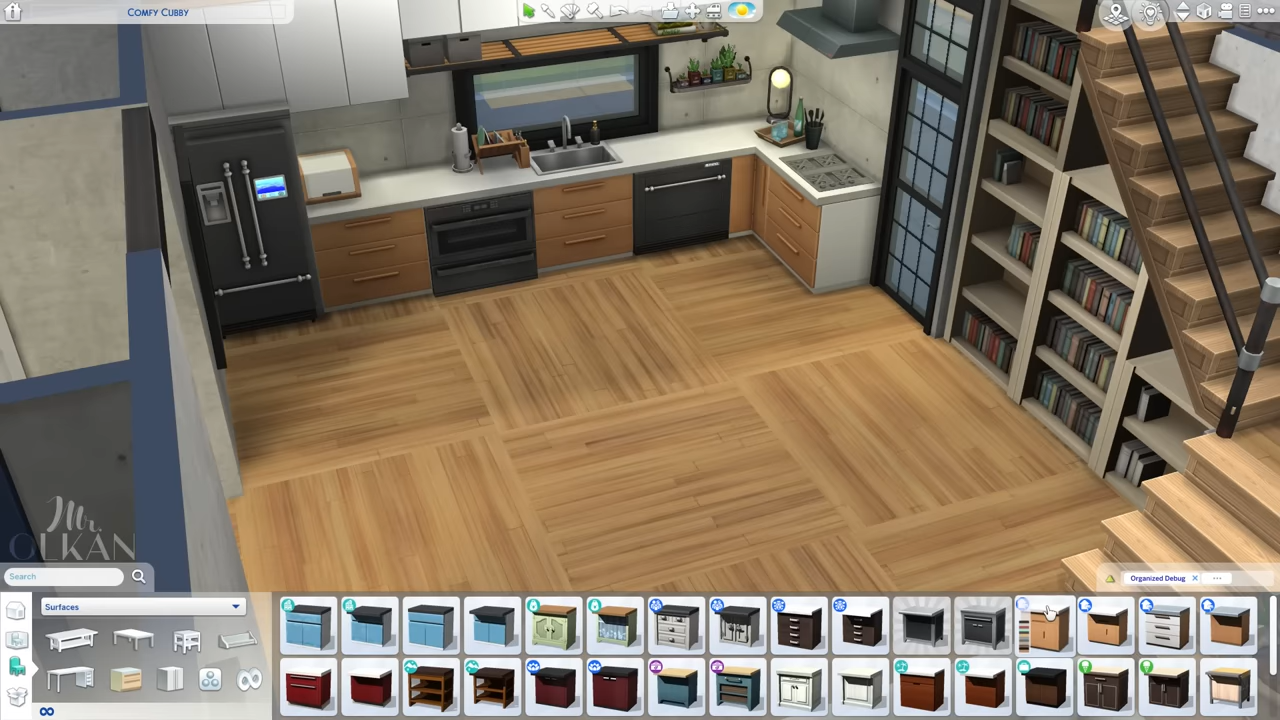 COMFY CUBBY
Mr.
OLKAN
Search
Organized Debug
Surfaces